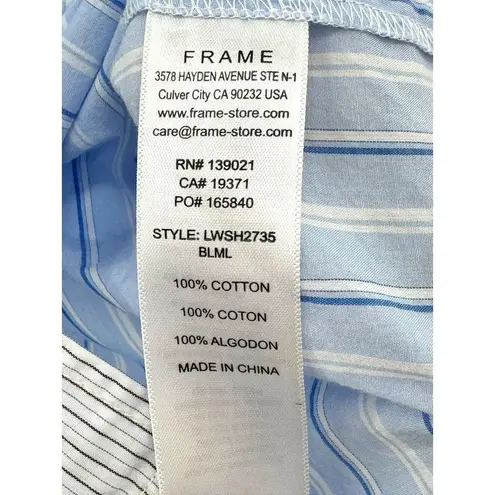 FRAME
3578 HAYDEN AVENUE STE N-1
Culver City CA 90232 USA
www.frame-store.com
care@frame-store.com
RN# 139021
CA# 19371
PO# 165840
STYLE: LWSH2735
BLML
100% COTTON
100% COTON
100% ALGODON
MADE IN CHINA